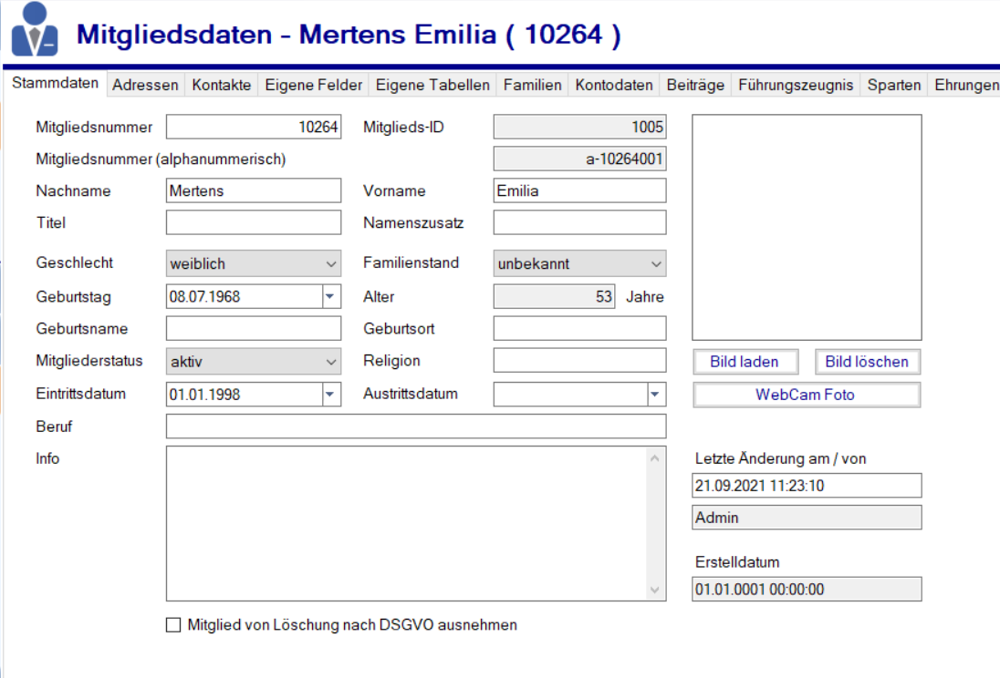 Mitgliedsdaten - Mertens Emilia ( 10264 )
Stammdaten Adressen Kontakte Eigene Felder Eigene Tabellen Familien Kontodaten Beiträge Führungszeugnis Sparten Ehrungen
Mitgliedsnummer 10264 Mitglieds-ID 1005
Mitgliedsnummer (alphanummerisch) a-10264001
Nachname Mertens Vorname Emilia
Titel Namenszusatz
Geschlecht weiblich Familienstand unbekannt
Geburtstag 08.07.1968 Alter 53 Jahre
Geburtsname Geburtsort
Mitgliederstatus aktiv Religion
Bild laden Bild löschen
Eintrittsdatum 01.01.1998 Austrittsdatum
WebCam Foto
Beruf
Info
Letzte Änderung am / von
21.09.2021 11:23:10
Admin
Erstelldatum
01.01.0001 00:00:00
Mitglied von Löschung nach DSGVO ausnehmen